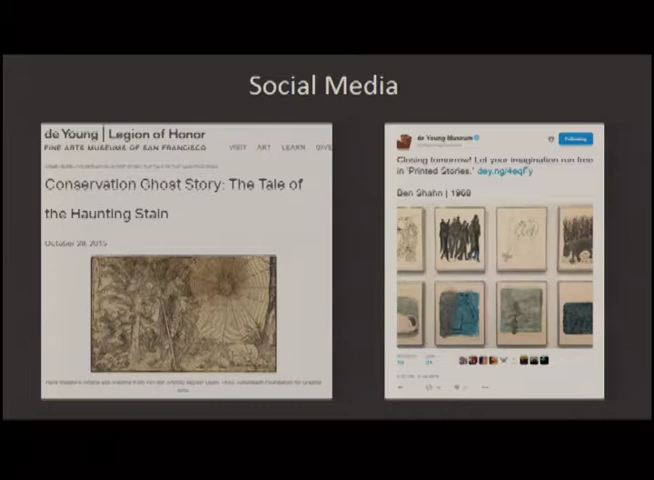 Social Media
de Young | Legion of Honor
FINE ARTS MUSEUMS OF SAN FRANCISCO
VISIT ART LEARN GIVE
Conservation Ghost Story: The Tale of
the Haunting Stain
October 28, 2015
de Young Museum
Following
Closing tomorrow! Let your imagination run free
in 'Printed Stories.'
Ben Shahn | 1968